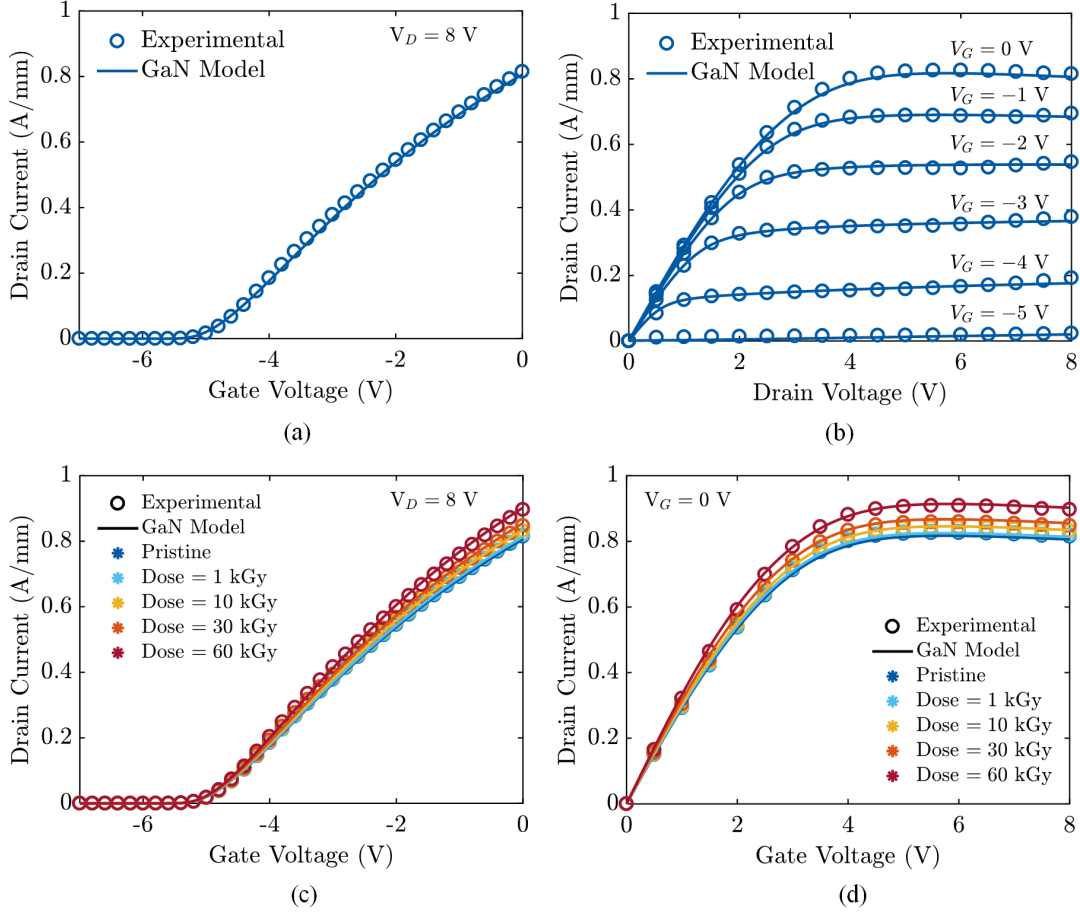 V_D = 8 V
Experimental
GaN Model
Drain Current (A/mm)
1
0.8
0.6
0.4
0.2
0
-6
-4
-2
0
Gate Voltage (V)
(a)
Experimental
GaN Model
V_G = 0 V
V_G = −1 V
V_G = −2 V
V_G = −3 V
V_G = −4 V
V_G = −5 V
Drain Current (A/mm)
1
0.8
0.6
0.4
0.2
0
0
2
4
6
8
Drain Voltage (V)
(b)
Experimental
GaN Model
Pristine
Dose = 1 kGy
Dose = 10 kGy
Dose = 30 kGy
Dose = 60 kGy
V_D = 8 V
Drain Current (A/mm)
1
0.8
0.6
0.4
0.2
0
-6
-4
-2
0
Gate Voltage (V)
(c)
V_G = 0 V
Experimental
GaN Model
Pristine
Dose = 1 kGy
Dose = 10 kGy
Dose = 30 kGy
Dose = 60 kGy
Drain Current (A/mm)
1
0.8
0.6
0.4
0.2
0
0
2
4
6
8
Gate Voltage (V)
(d)